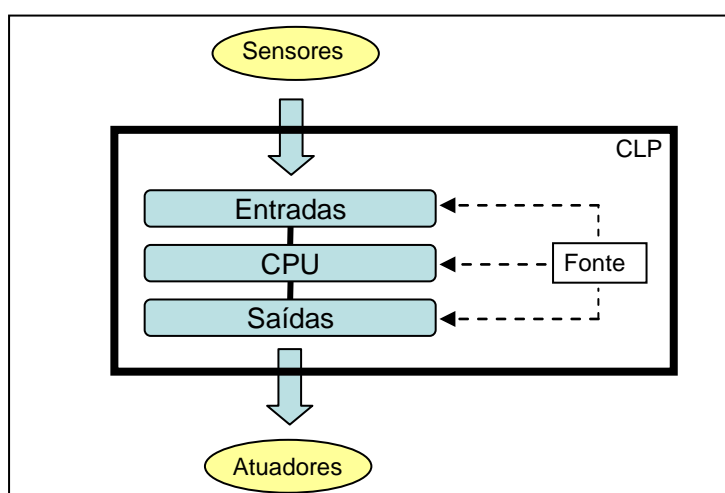 Sensores
CLP
Entradas
CPU
Fonte
Saídas
Atuadores